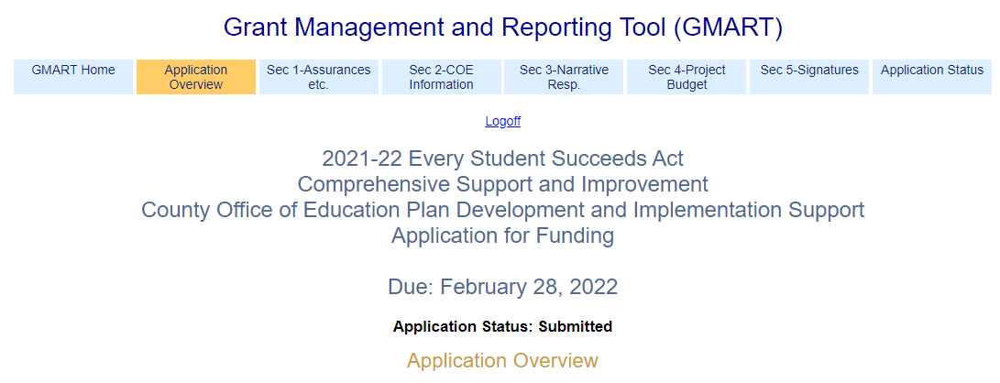 Grant Management and Reporting Tool (GMART)
GMART Home
Application
Overview
Sec 1-Assurances
etc.
Sec 2-COE
Information
Sec 3-Narrative
Resp.
Sec 4-Project
Budget
Sec 5-Signatures
Application Status
Logoff
2021-22 Every Student Succeeds Act
Comprehensive Support and Improvement
County Office of Education Plan Development and Implementation Support
Application for Funding
Due: February 28, 2022
Application Status: Submitted
Application Overview